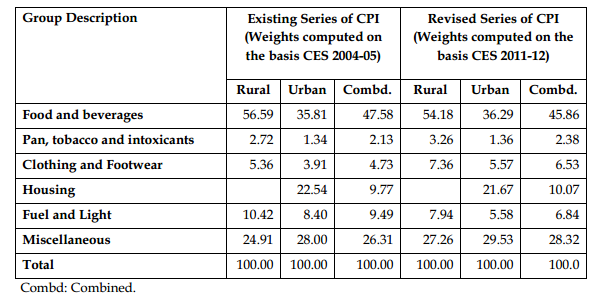 Group Description Existing Series of CPI Revised Series of CPI
(Weights computed on (Weights computed on the
the basis CES 2004-05) basis CES 2011-12)
Rural Urban Combd. Rural Urban Combd.
Food and beverages 56.59 35.81 47.58 54.18 36.29 45.86
Pan, tobacco and intoxicants 2.72 1.34 2.13 3.26 1.36 2.38
Clothing and Footwear 5.36 3.91 4.73 7.36 5.57 6.53
Housing 22.54 9.77 21.67 10.07
Fuel and Light 10.42 8.40 9.49 7.94 5.58 6.84
Miscellaneous 24.91 28.00 26.31 27.26 29.53 28.32
Total 100.00 100.00 100.00 100.00 100.00 100.0
Combd: Combined.